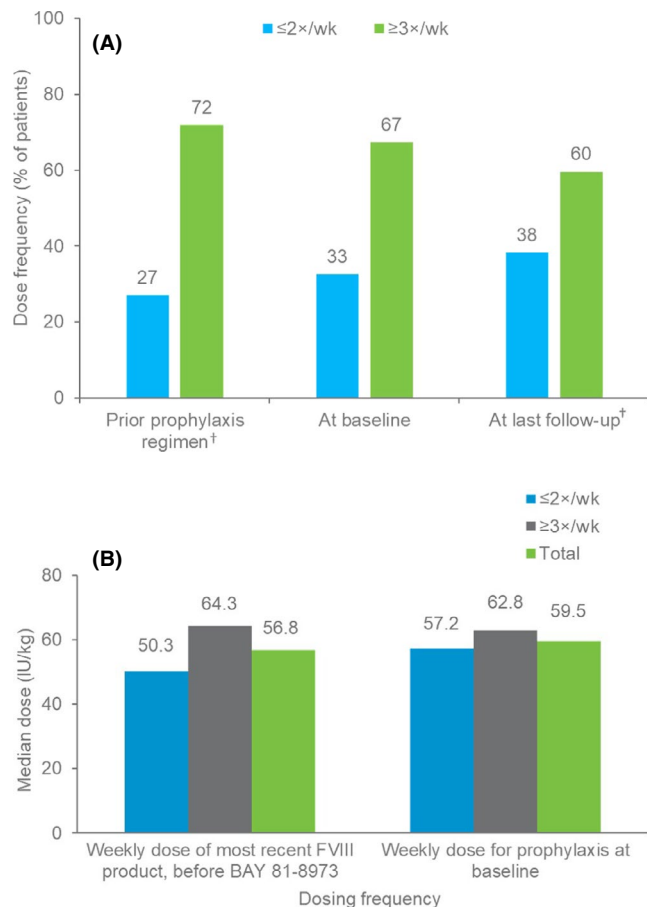 (A)
≤2×/wk ≥3×/wk
Dose frequency (% of patients)
100
80
60
40
20
0
27 72
33 67
38 60
Prior prophylaxis
regimen†
At baseline
At last follow-up†
(B)
≤2×/wk
≥3×/wk
Total
Median dose (IU/kg)
80
60
40
20
0
50.3 64.3 56.8
57.2 62.8 59.5
Weekly dose of most recent FVIII
product, before BAY 81-8973
Weekly dose for prophylaxis at
baseline
Dosing frequency